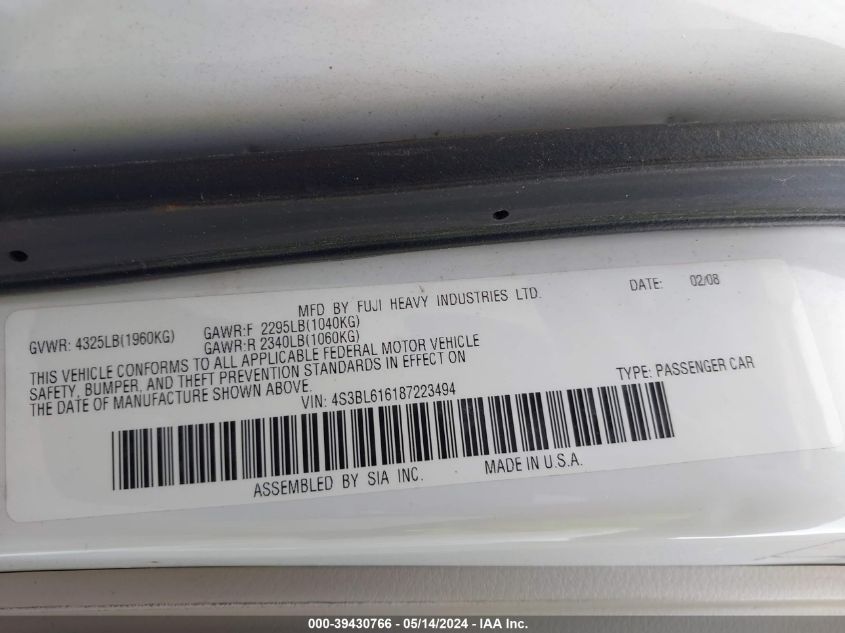 MFD BY FUJI HEAVY INDUSTRIES LTD. DATE: 02/08
GVWR: 4325LB(1960KG) GAWR:F 2295LB(1040KG)
GAWR:R 2340LB(1060KG)
THIS VEHICLE CONFORMS TO ALL APPLICABLE FEDERAL MOTOR VEHICLE
SAFETY, BUMPER, AND THEFT PREVENTION STANDARDS IN EFFECT ON
THE DATE OF MANUFACTURE SHOWN ABOVE.
VIN: 4S3BL616187223494 TYPE: PASSENGER CAR
ASSEMBLED BY SIA INC. MADE IN U.S.A.
000-39430766 - 05/14/2024 - IAA Inc.